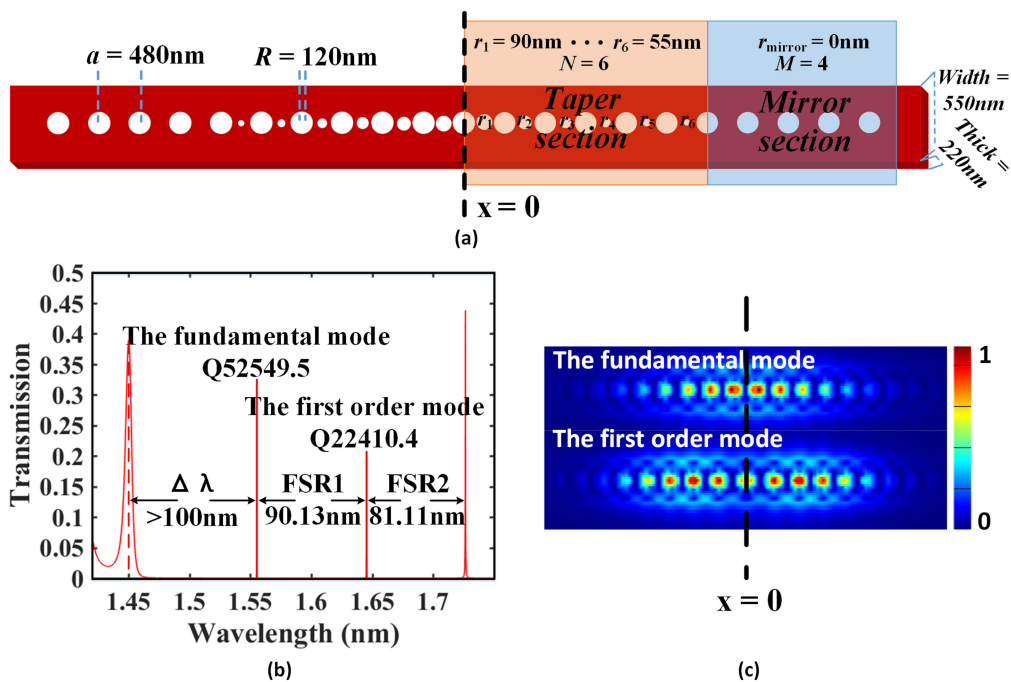 a = 480nm
R = 120nm
r1 = 90nm · · · r6 = 55nm
N = 6
rmirror = 0nm
M = 4
Width =
550nm
Thick =
220nm
Taper
section
Mirror
section
r1 r2 r3 r4 r5 r6
x = 0
(a)
Transmission
0.5
0.45
0.4
0.35
0.3
0.25
0.2
0.15
0.1
0.05
0
The fundamental mode
Q52549.5
The first order mode
Q22410.4
Δ λ
>100nm
FSR1
90.13nm
FSR2
81.11nm
1.45 1.5 1.55 1.6 1.65 1.7
Wavelength (nm)
(b)
The fundamental mode
The first order mode
1
0
x = 0
(c)